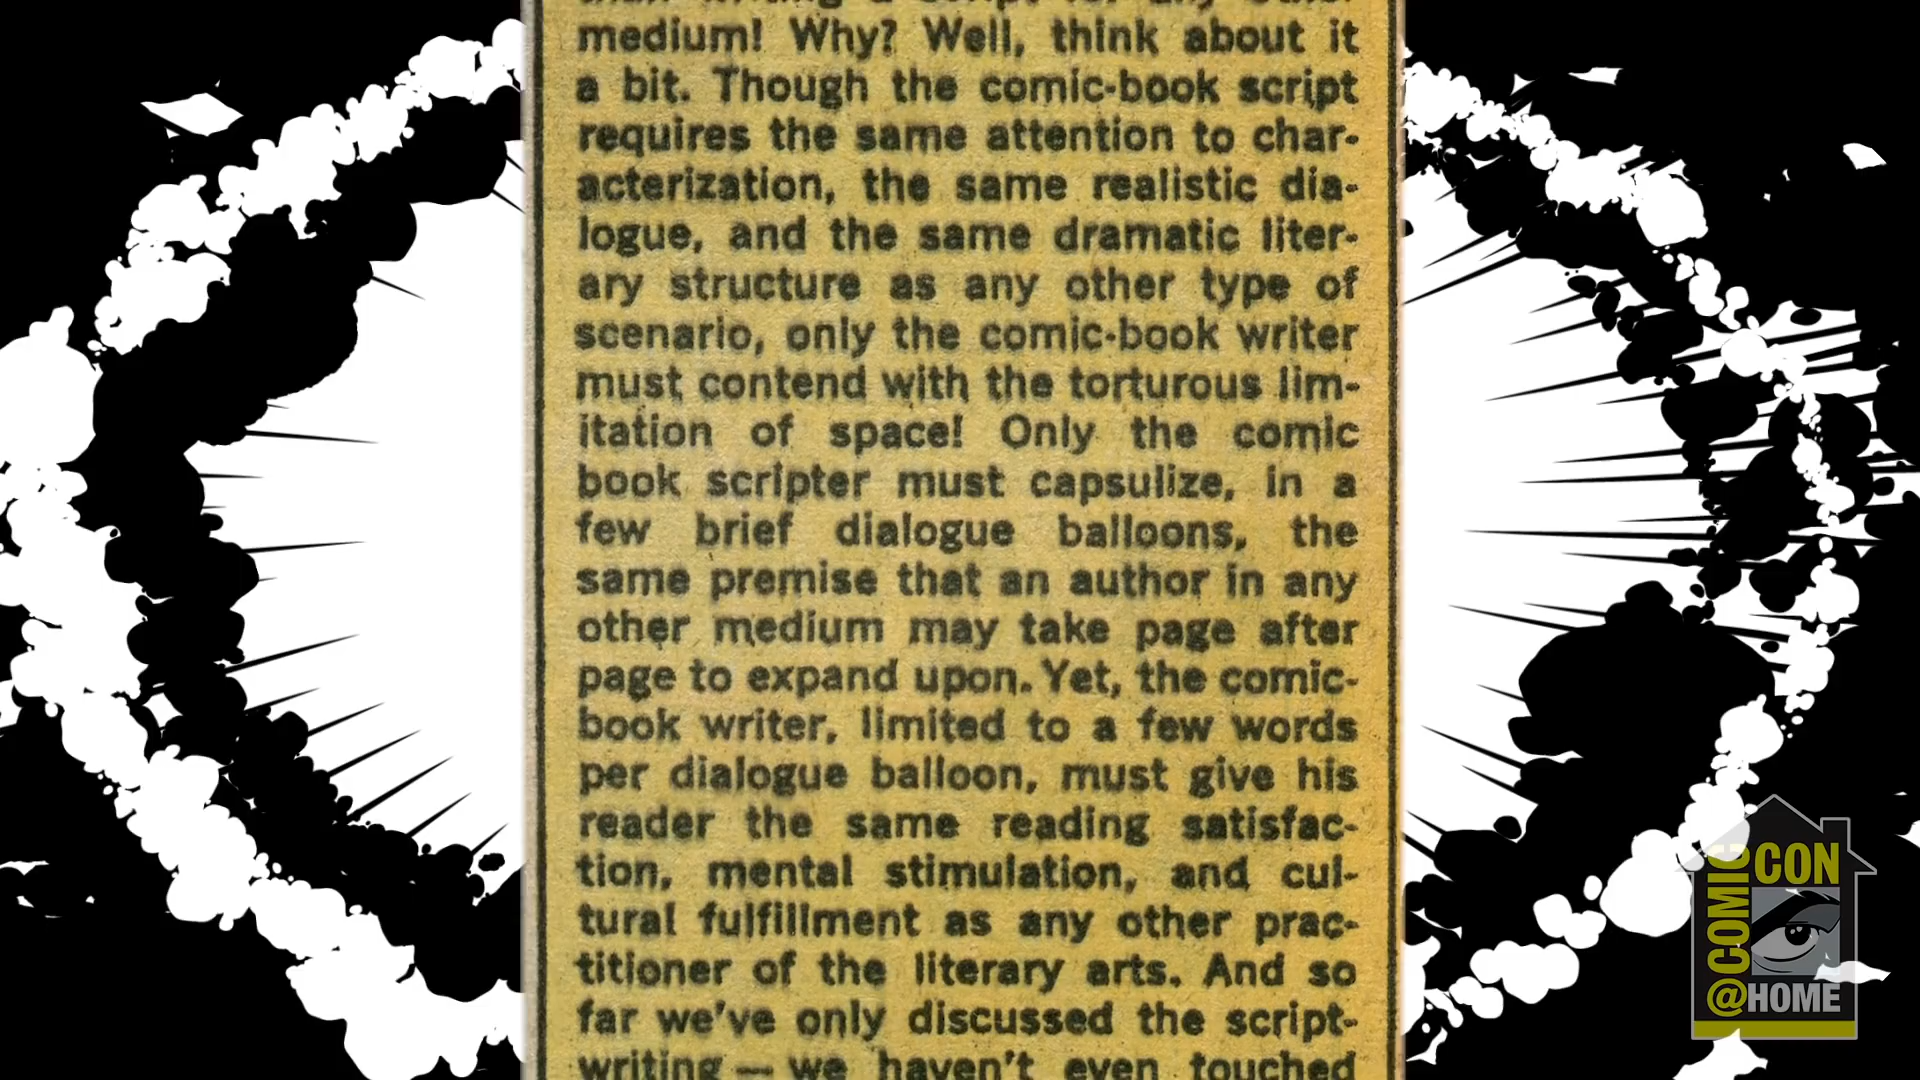 medium! Why? Well, think about it
a bit. Though the comic-book script
requires the same attention to char-
acterization, the same realistic dia-
logue, and the same dramatic liter-
ary structure as any other type of
scenario, only the comic-book writer
must contend with the torturous lim-
itation of space! Only the comic
book scripter must capsulize, in a
few brief dialogue balloons, the
same premise that an author in any
other medium may take page after
page to expand upon. Yet, the comic-
book writer, limited to a few words
per dialogue balloon, must give his
reader the same reading satisfac-
tion, mental stimulation, and cul-
tural fulfillment as any other prac-
titioner of the literary arts. And so
far we've only discussed the script-
writing — we haven't even touched
COMIC
CON
@HOME